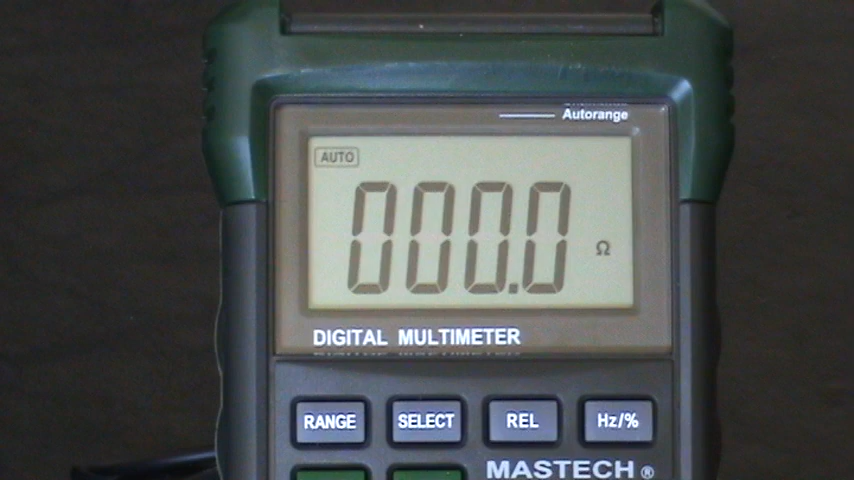 Autorange
AUTO
000.0 Ω
DIGITAL MULTIMETER
RANGE SELECT REL Hz/%
MASTECH ®